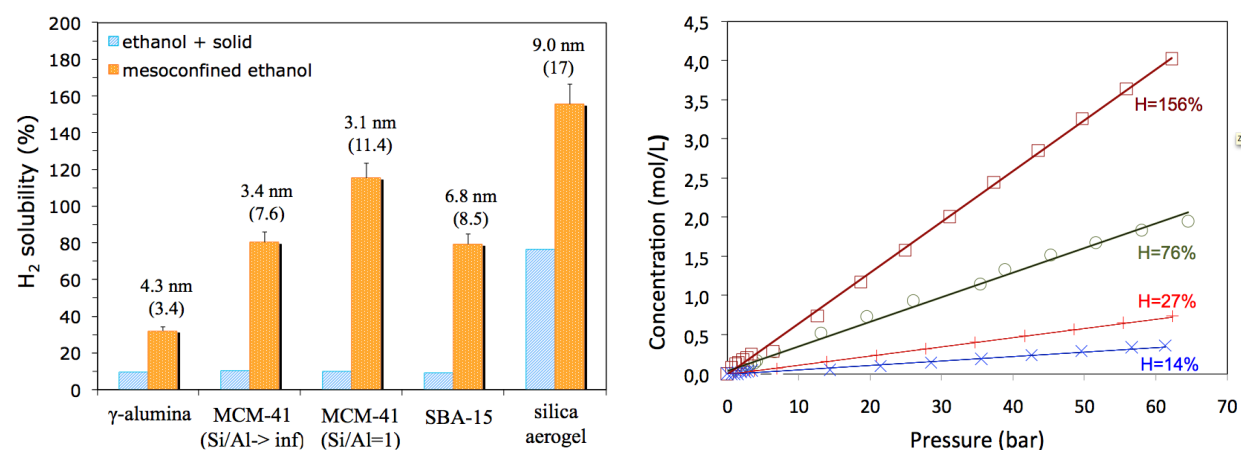 200
180
160
140
120
100
80
60
40
20
0
H₂ solubility (%)
ethanol + solid
mesoconfined ethanol
4.3 nm
(3.4)
3.4 nm
(7.6)
3.1 nm
(11.4)
6.8 nm
(8.5)
9.0 nm
(17)
γ-alumina
MCM-41
(Si/Al-> inf)
MCM-41
(Si/Al=1)
SBA-15
silica
aerogel
4,5
4,0
3,5
3,0
2,5
2,0
1,5
1,0
0,5
0,0
Concentration (mol/L)
H=156%
H=76%
H=27%
H=14%
0 10 20 30 40 50 60 70
Pressure (bar)